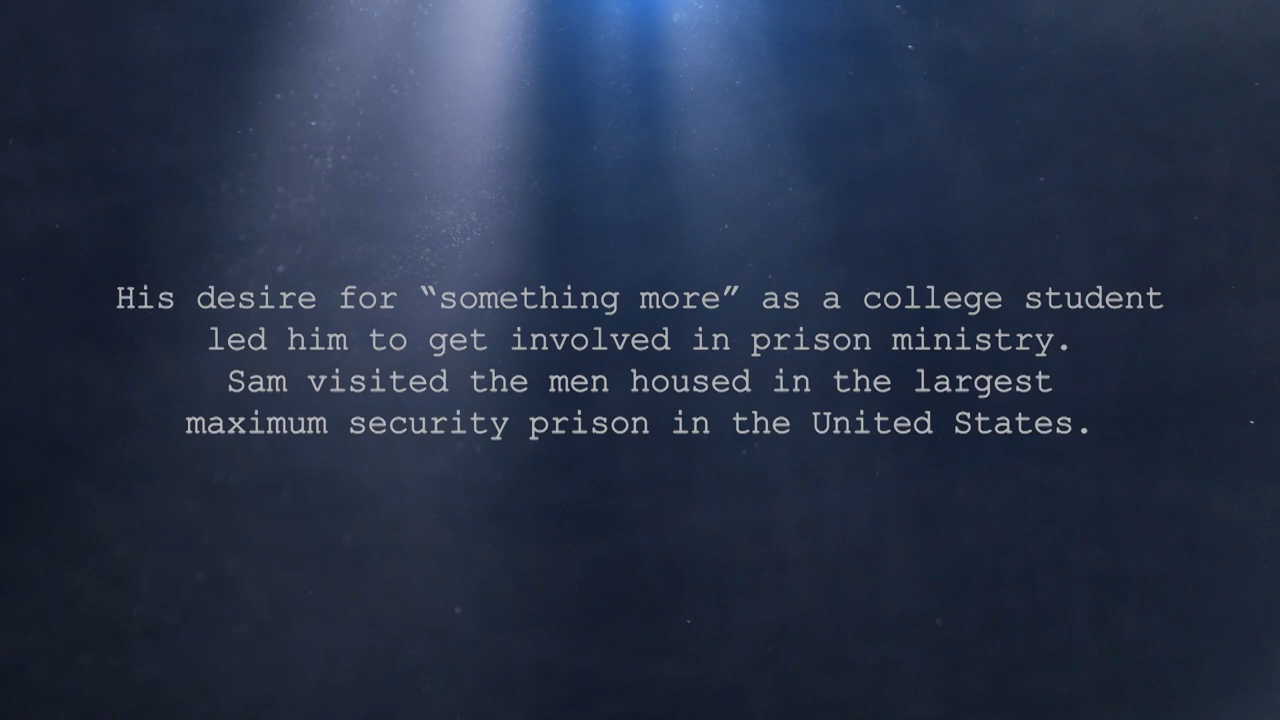 His desire for “something more” as a college student
led him to get involved in prison ministry.
Sam visited the men housed in the largest
maximum security prison in the United States.